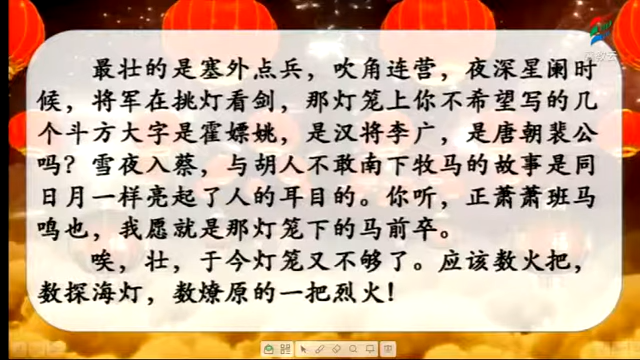 最壮的是塞外点兵，吹角连营，夜深星阑时
候，将军在挑灯看剑，那灯笼上你不希望写的几
个斗方大字是霍嫖姚，是汉将李广，是唐朝裴公
吗？雪夜入蔡，与胡人不敢南下牧马的故事是同
日月一样亮起了人的耳目的。你听，正萧萧班马
鸣也，我愿就是那灯笼下的马前卒。
唉，壮，于今灯笼又不够了。应该数火把，
数探海灯，数燎原的一把烈火！